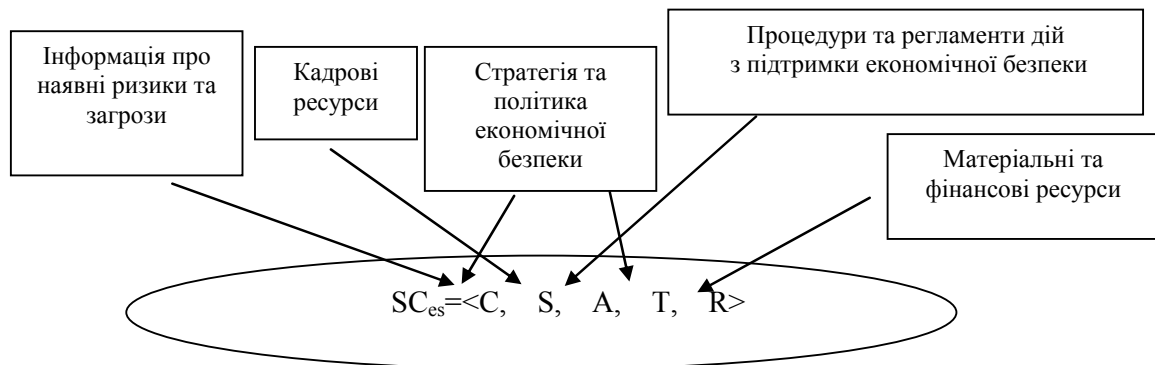 Інформація про
наявні ризики та
загрози
Кадрові
ресурси
Стратегія та
політика
економічної
безпеки
Процедури та регламенти дій
з підтримки економічної безпеки
Матеріальні та
фінансові ресурси
SCes=<C, S, A, T, R>